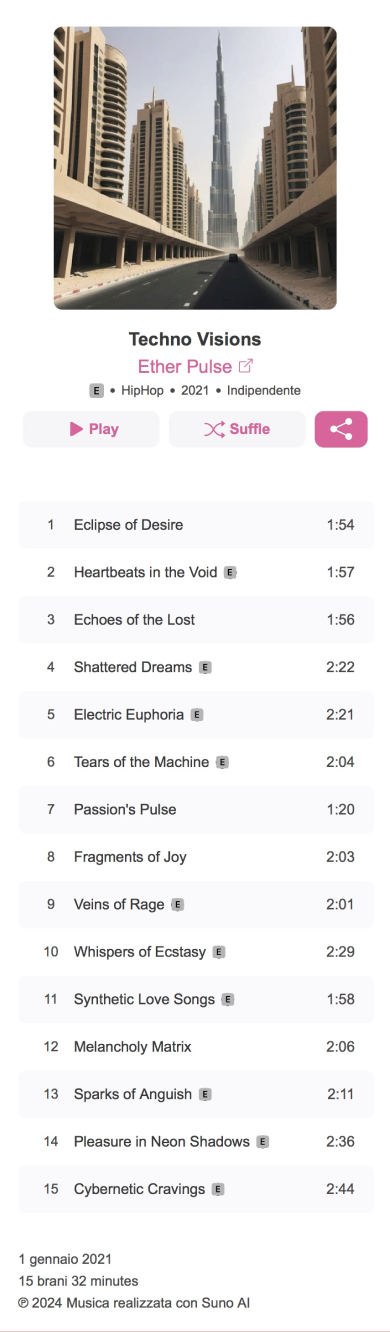 Techno Visions
Ether Pulse
E • HipHop • 2021 • Indipendente
Play Suffle
1 Eclipse of Desire 1:54
2 Heartbeats in the Void E 1:57
3 Echoes of the Lost 1:56
4 Shattered Dreams E 2:22
5 Electric Euphoria E 2:21
6 Tears of the Machine E 2:04
7 Passion's Pulse 1:20
8 Fragments of Joy 2:03
9 Veins of Rage E 2:01
10 Whispers of Ecstasy E 2:29
11 Synthetic Love Songs E 1:58
12 Melancholy Matrix 2:06
13 Sparks of Anguish E 2:11
14 Pleasure in Neon Shadows E 2:36
15 Cybernetic Cravings E 2:44
1 gennaio 2021
15 brani 32 minutes
℗ 2024 Musica realizzata con Suno AI